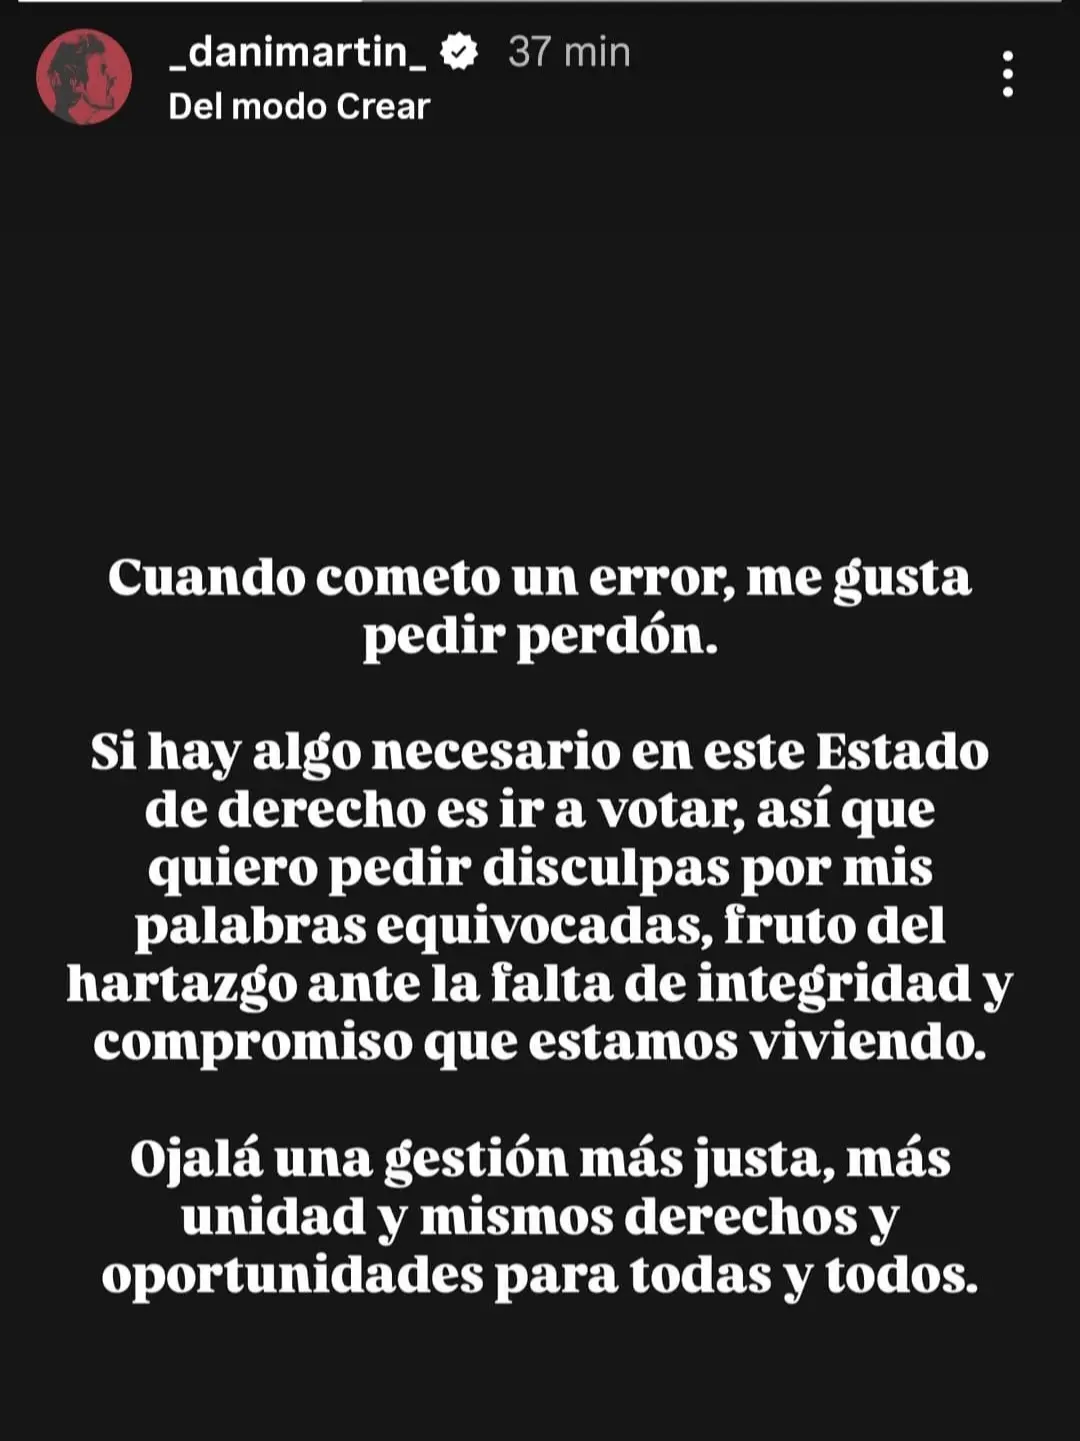 _danimartin_ 37 min
Del modo Crear
Cuando cometo un error, me gusta
pedir perdón.
Si hay algo necesario en este Estado
de derecho es ir a votar, así que
quiero pedir disculpas por mis
palabras equivocadas, fruto del
hartazgo ante la falta de integridad y
compromiso que estamos viviendo.
Ojalá una gestión más justa, más
unidad y mismos derechos y
oportunidades para todas y todos.